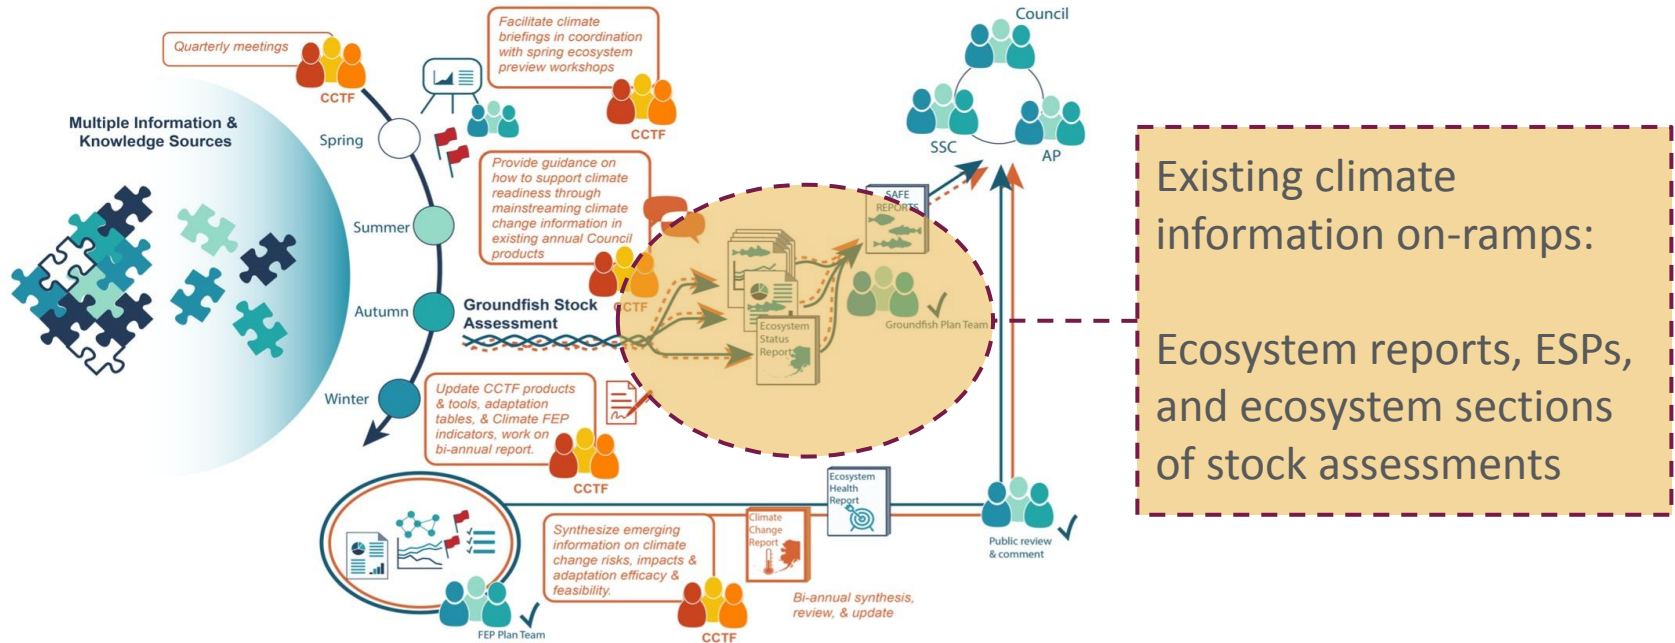 Quarterly meetings
CCTF
Multiple Information &
Knowledge Sources
Spring
Summer
Autumn
Winter
Facilitate climate
briefings in coordination
with spring ecosystem
preview workshops
CCTF
Provide guidance on
how to support climate
readiness through
mainstreaming climate
change information in
existing annual Council
products
CCTF
Groundfish Stock
Assessment
Update CCTF products
& tools, adaptation
tables, & Climate FEP
indicators, work on
bi-annual report.
CCTF
Ecosystem
Status
Report
SAFE
REPORTS
Groundfish Plan Team
Council
SSC
AP
Existing climate
information on-ramps:
Ecosystem reports, ESPs,
and ecosystem sections
of stock assessments
FEP Plan Team
Synthesize emerging
information on climate
change risks, impacts &
adaptation efficacy &
feasibility.
CCTF
Climate
Change
Report
Ecosystem
Health
Report
Bi-annual synthesis,
review, & update
Public review
& comment